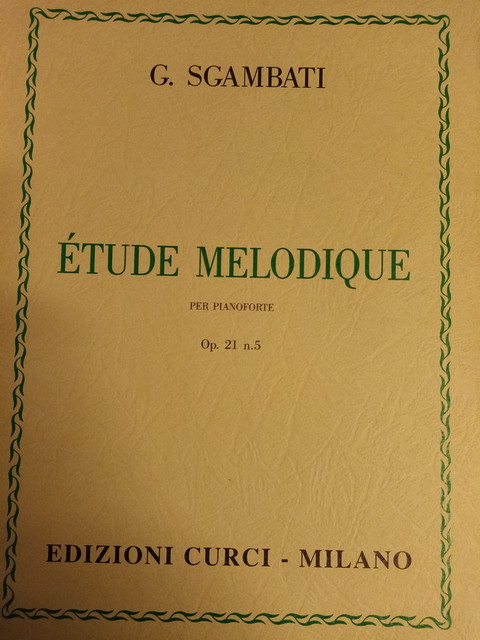 G. SGAMBATI
ÉTUDE MELODIQUE
PER PIANOFORTE
Op. 21 n.5
EDIZIONI CURCI - MILANO